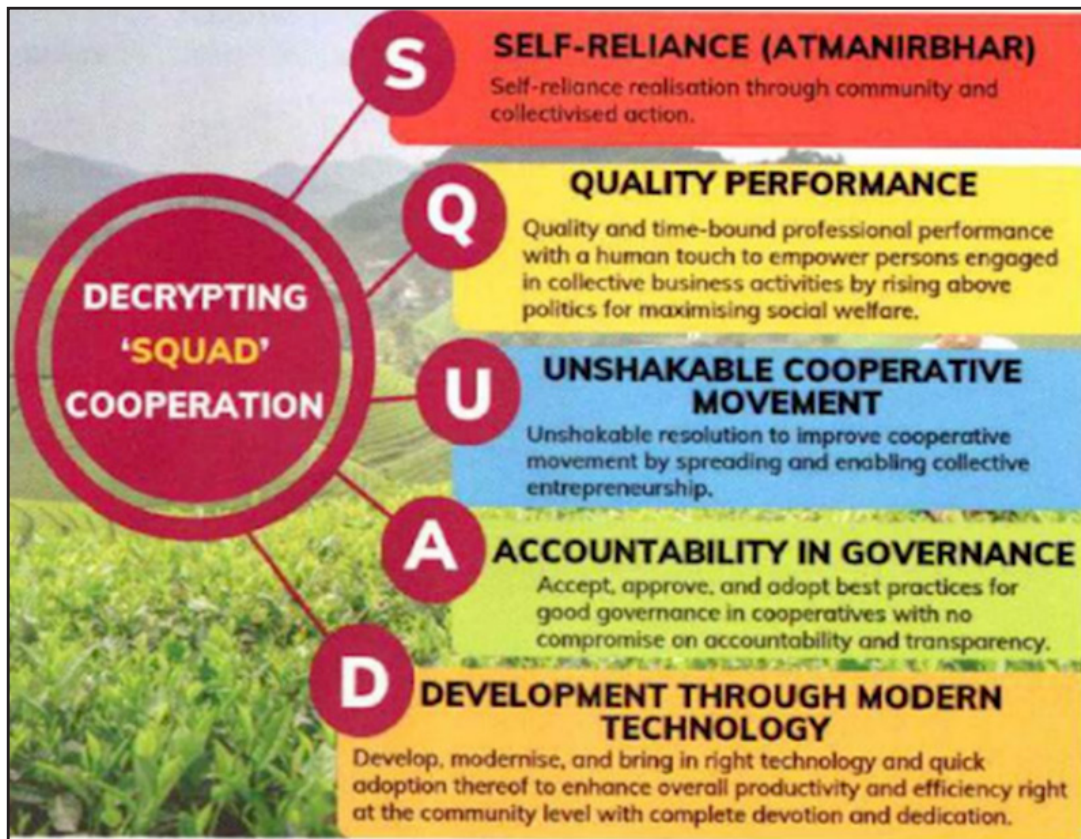 DECRYPTING
'SQUAD'
COOPERATION
S
SELF-RELIANCE (ATMANIRBHAR)
Self-reliance realisation through community and
collectivised action.
Q
QUALITY PERFORMANCE
Quality and time-bound professional performance
with a human touch to empower persons engaged
in collective business activities by rising above
politics for maximising social welfare.
U
UNSHAKABLE COOPERATIVE
MOVEMENT
Unshakable resolution to improve cooperative
movement by spreading and enabling collective
entrepreneurship.
A
ACCOUNTABILITY IN GOVERNANCE
Accept, approve, and adopt best practices for
good governance in cooperatives with no
compromise on accountability and transparency.
D
DEVELOPMENT THROUGH MODERN
TECHNOLOGY
Develop, modernise, and bring in right technology and quick
adoption thereof to enhance overall productivity and efficiency right
at the community level with complete devotion and dedication.